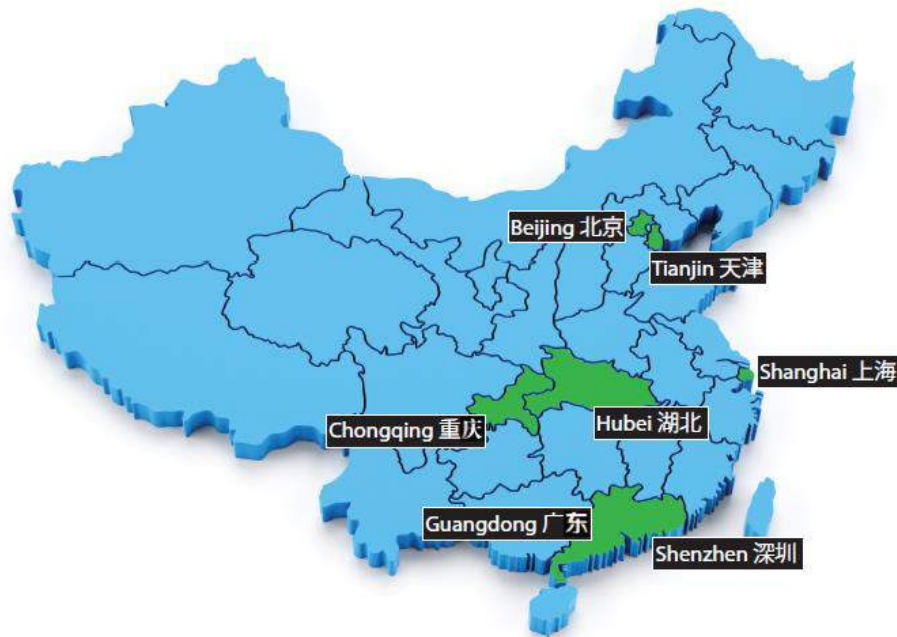 Beijing 北京
Tianjin 天津
Shanghai 上海
Chongqing 重庆
Hubei 湖北
Guangdong 广东
Shenzhen 深圳